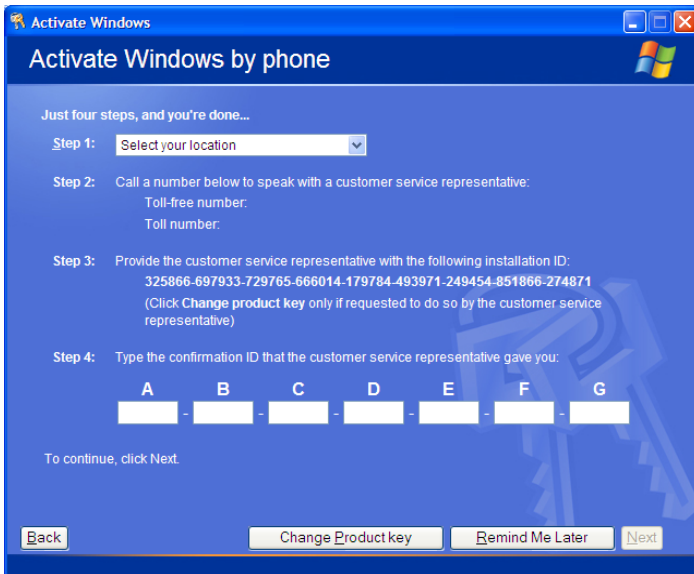 Activate Windows
Activate Windows by phone
Just four steps, and you're done...
Step 1: Select your location
Step 2: Call a number below to speak with a customer service representative:
Toll-free number:
Toll number:
Step 3: Provide the customer service representative with the following installation ID:
325866-697933-729765-666014-179784-493971-249454-851866-274871
(Click Change product key only if requested to do so by the customer service
representative)
Step 4: Type the confirmation ID that the customer service representative gave you:
A B C D E F G
- - - - - -
To continue, click Next.
Back Change Product key Remind Me Later Next